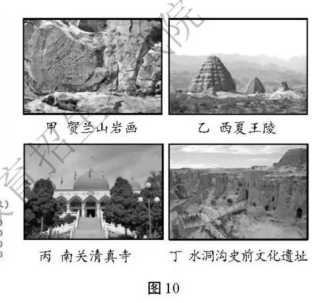 甲 贺兰山岩画
乙 西夏王陵
丙 南关清真寺
丁 水洞沟史前文化遗址
图10